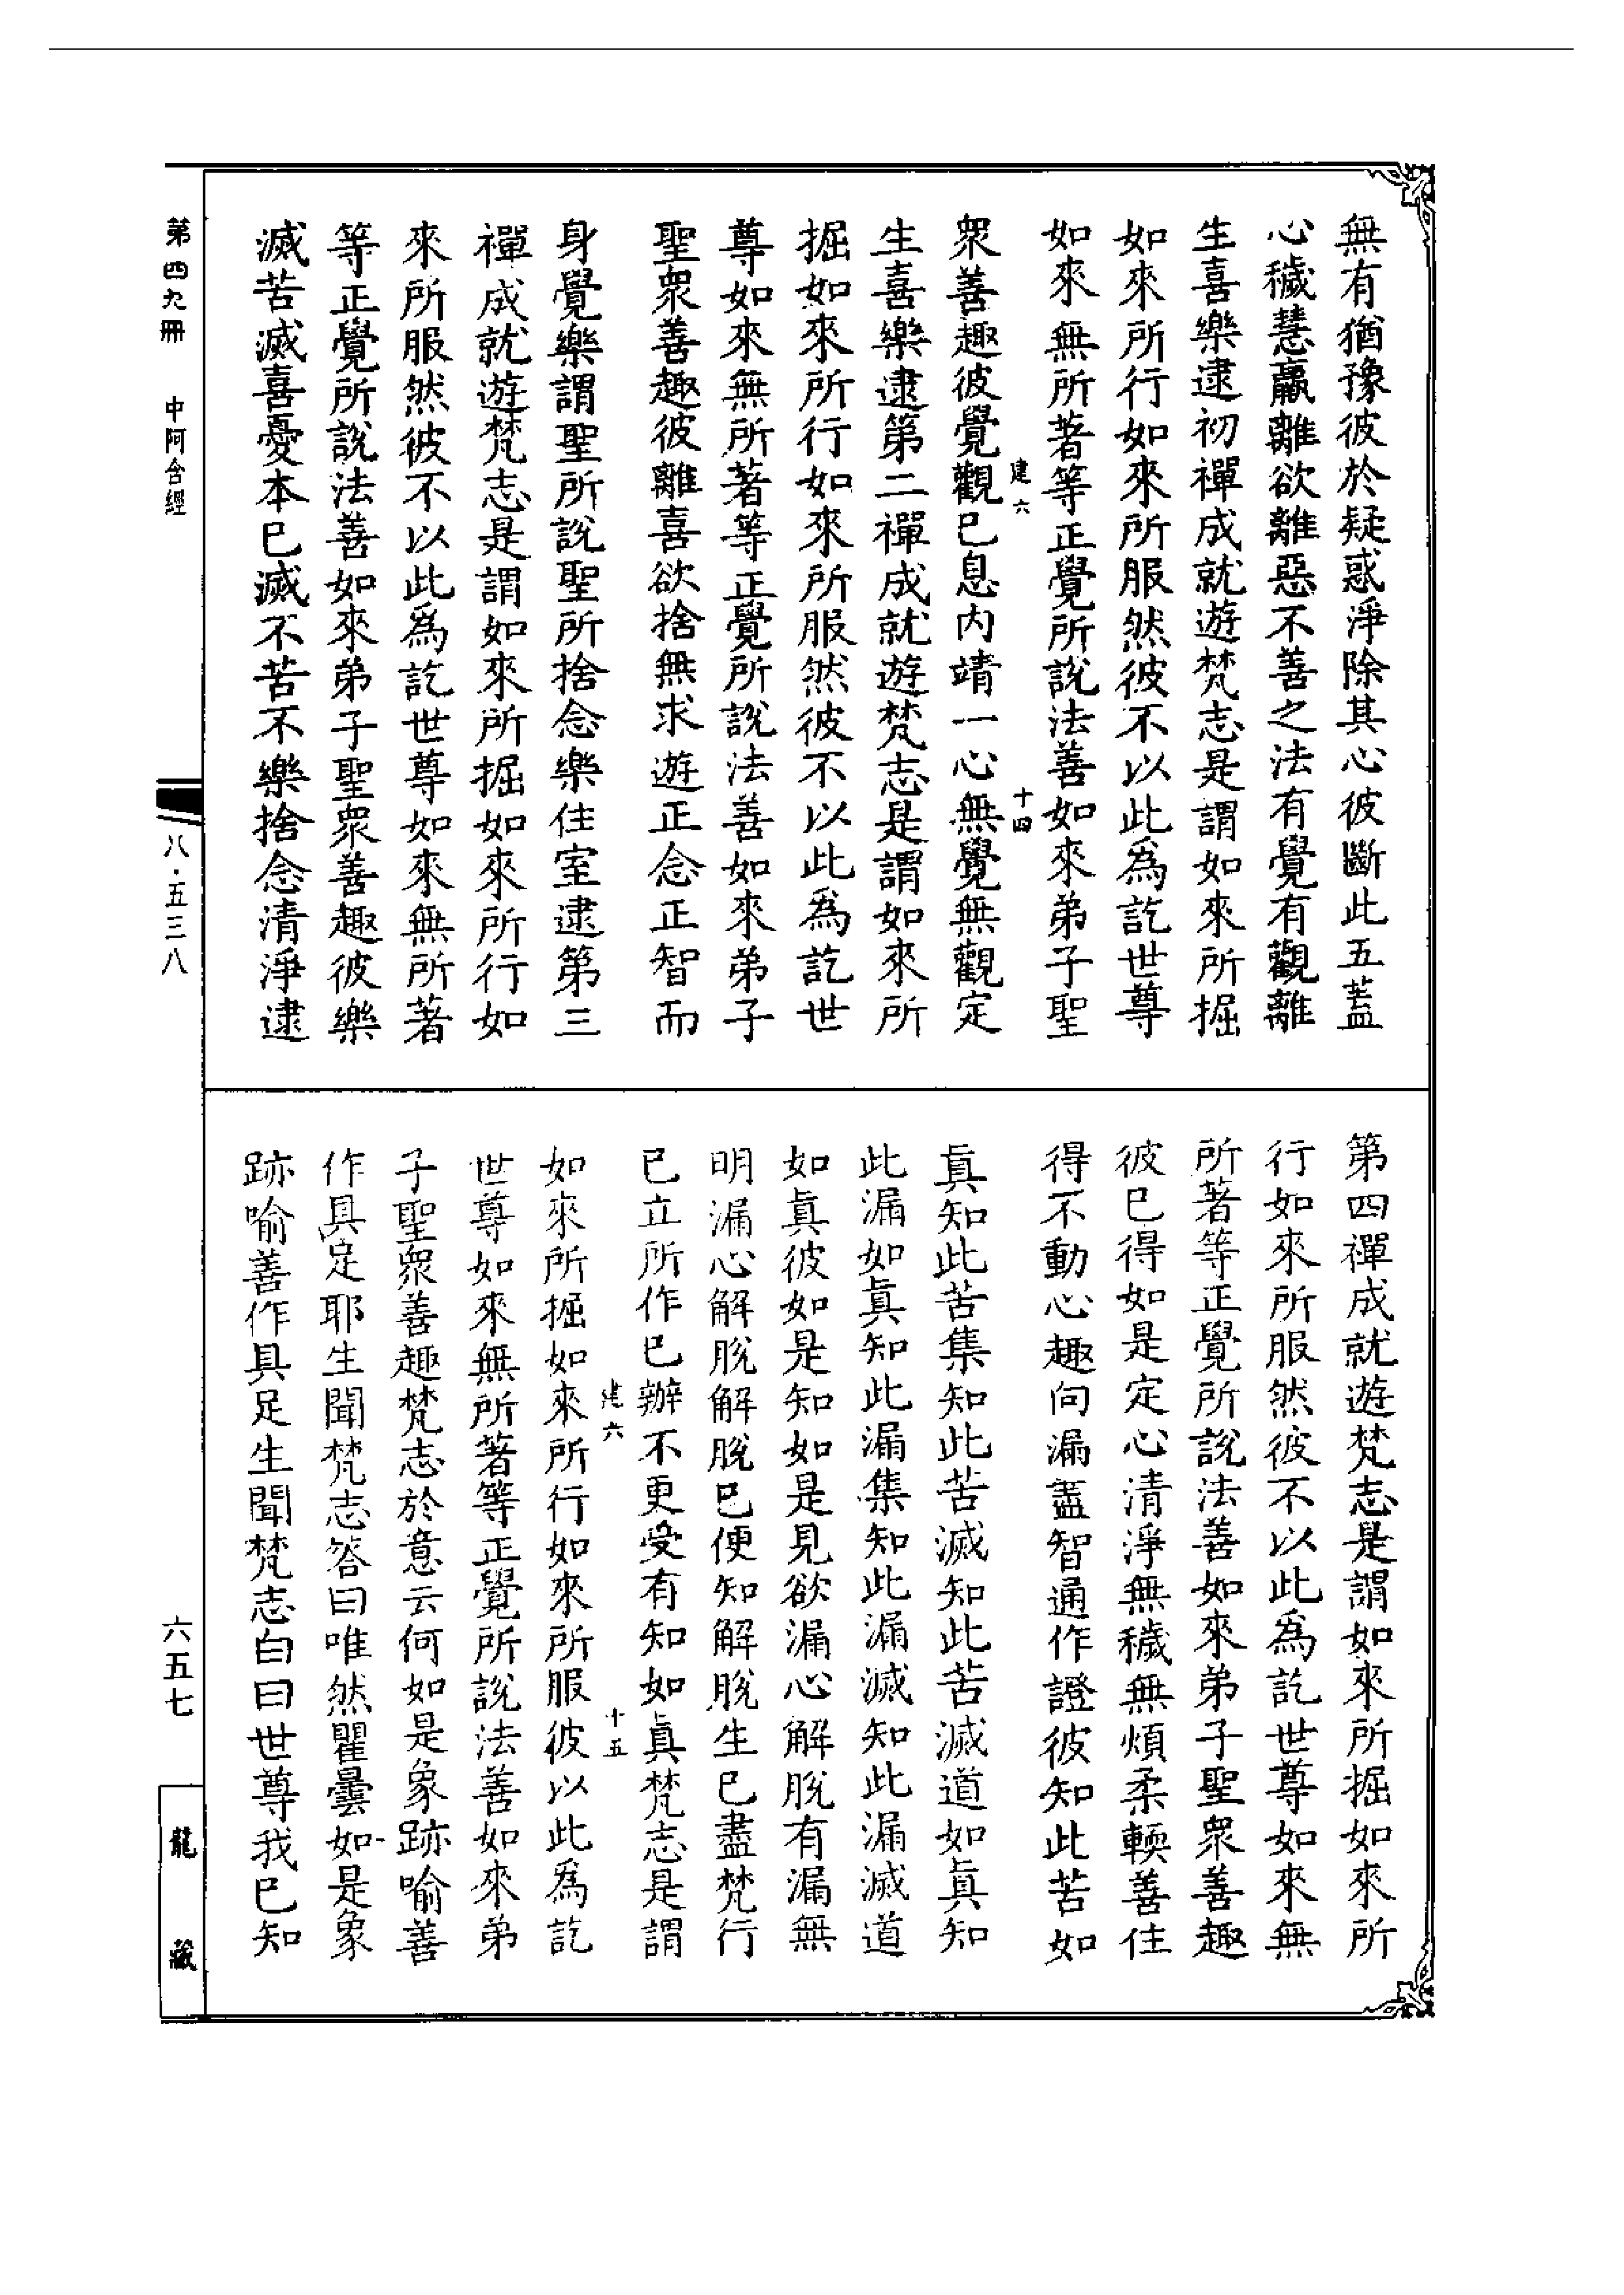 無有猶豫彼於疑惑淨除其心彼斷此五蓋
心穢慧羸離欲離惡不善之法有覺有觀離
生喜樂逮初禪成就遊梵志是謂如來所掘
如來所行如來所服然彼不以此為訖世尊
如來無所著等正覺所說法善如來弟子聖
建六
十四
眾善趣彼覺觀已息內靖一心無覺無觀定
生喜樂逮第二禪成就遊梵志是謂如來所
掘如來所行如來所服然彼不以此為訖世
尊如來無所著等正覺所說法善如來弟子
聖眾善趣彼離喜欲捨無求遊正念正智而
身覺樂謂聖所說聖所捨念樂住室逮第三
禪成就遊梵志是謂如來所掘如來所行如
來所服然彼不以此為訖世尊如來無所著
等正覺所說法善如來弟子聖眾善趣彼樂
滅苦滅喜憂本已滅不苦不樂捨念清淨逮
第四禪成就遊梵志是謂如來所掘如來所
行如來所服然彼不以此為訖世尊如來無
所著等正覺所說法善如來弟子聖眾善趣
彼已得如是定心清淨無穢無煩柔輭善住
得不動心趣向漏盡智通作證彼知此苦如
真知此苦集知此苦滅知此苦滅道如真知
此漏如真知此漏集知此漏滅知此漏滅道
如真彼如是知如是見欲漏心解脫有漏無
明漏心解脫解脫已便知解脫生已盡梵行
已立所作已辦不更受有知如真梵志是謂
建六
十五
如來所掘如來所行如來所服彼以此為訖
世尊如來無所著等正覺所說法善如來弟
子聖眾善趣梵志於意云何如是象跡喻善
作具足耶生聞梵志答曰唯然瞿曇如是象
跡喻善作具足生聞梵志白曰世尊我已知
第四九冊
中阿含經
八·五三八
六五七
龍藏